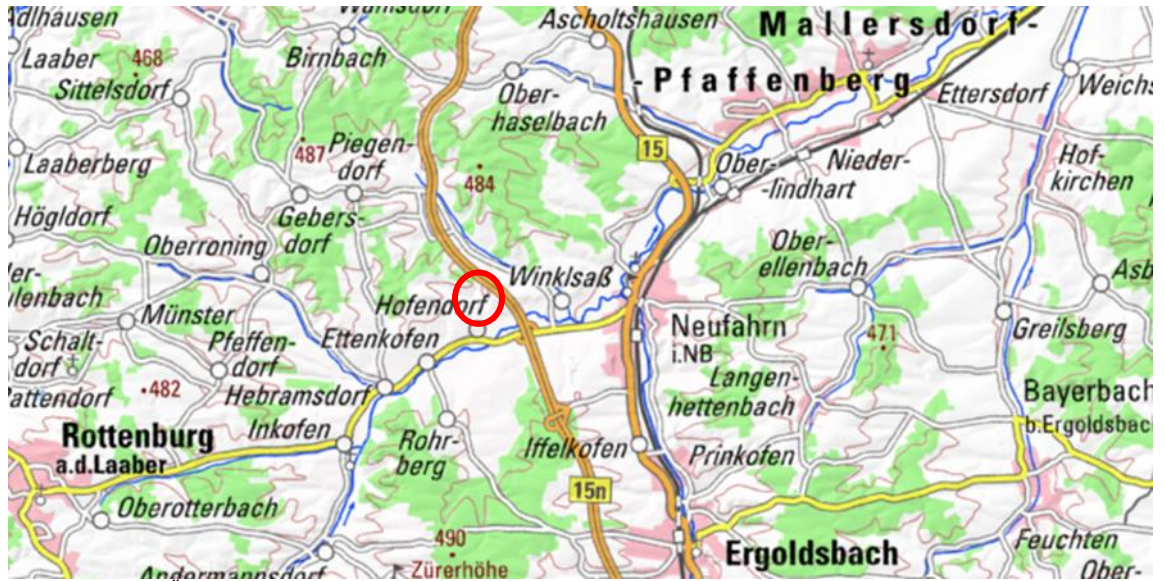 Adlhausen
Ascholtshausen
Mallersdorf-
Laaber
468
Birnbach
-Pfaffenberg
Weichs
Sittelsdorf
Ober-
haselbach
Ettersdorf
487
Piegen-
dorf
15
Laaberberg
484
Ober-
-lindhart
Nieder-
Hof-
kirchen
Högldorf
Gebers-
dorf
Oberroning
Ober-
ellenbach
Winklsaß
Asb
Hofendorf
Münster
Neufahrn
i.NB
Greilsberg
Schalt-
dorf
Pfeffen-
dorf
Ettenkofen
471
482
Hebramsdorf
Langen-
hettenbach
Bayerbach
b.Ergoldsbach
Rottenburg
a.d.Laaber
Inkofen
Rohr-
berg
Iffelkofen
Prinkofen
15n
Oberotterbach
490
Zürerhöhe
Ergoldsbach
Feuchten
Ober-
Andermannsdorf